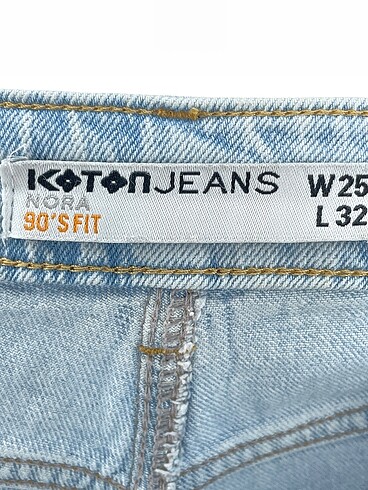 KOTON JEANS W25
NORA L32
90'S FIT